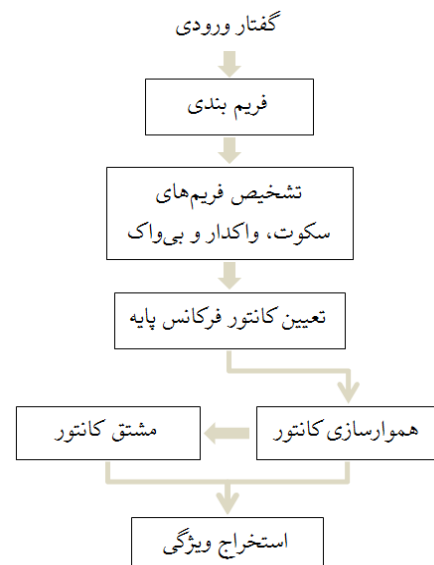 گفتار ورودی
فریم بندی
تشخیص فریم‌های
سکوت، واکدار و بی‌واک
تعیین کانتور فرکانس پایه
هموارسازی کانتور
مشتق کانتور
استخراج ویژگی